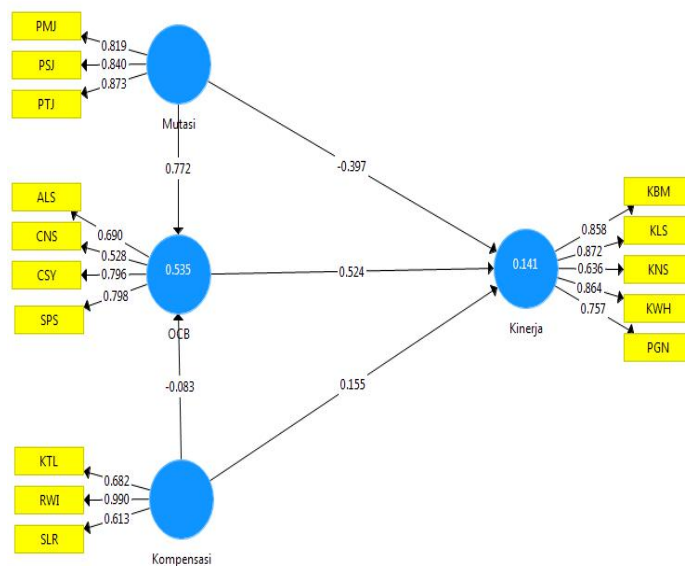 PMJ
0.819
PSJ
0.840
PTJ
0.873
Mutasi
0.772
-0.397
ALS
0.690
CNS
0.528
CSY
0.796
SPS
0.798
0.535
OCB
0.524
0.141
Kinerja
KBM
0.858
KLS
0.872
KNS
0.636
KWH
0.864
PGN
0.757
-0.083
0.155
KTL
0.682
RWI
0.990
SLR
0.613
Kompensasi